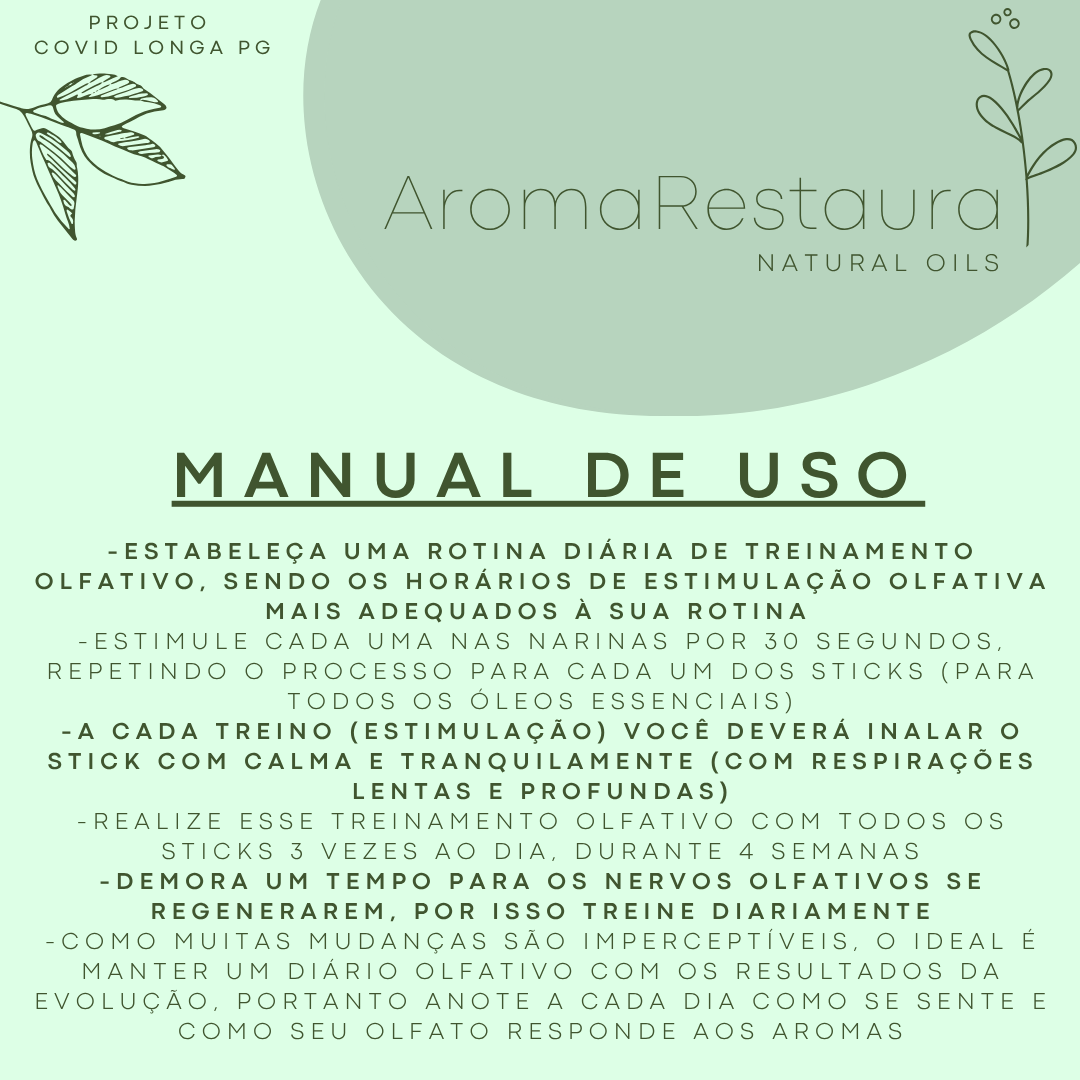 PROJETO
COVID LONGA PG
AromaRestaura
NATURAL OILS
MANUAL DE USO
-ESTABELEÇA UMA ROTINA DIÁRIA DE TREINAMENTO
OLFATIVO, SENDO OS HORÁRIOS DE ESTIMULAÇÃO OLFATIVA
MAIS ADEQUADOS À SUA ROTINA
-ESTIMULE CADA UMA NAS NARINAS POR 30 SEGUNDOS,
REPETINDO O PROCESSO PARA CADA UM DOS STICKS (PARA
TODOS OS ÓLEOS ESSENCIAIS)
-A CADA TREINO (ESTIMULAÇÃO) VOCÊ DEVERÁ INALAR O
STICK COM CALMA E TRANQUILAMENTE (COM RESPIRAÇÕES
LENTAS E PROFUNDAS)
-REALIZE ESSE TREINAMENTO OLFATIVO COM TODOS OS
STICKS 3 VEZES AO DIA, DURANTE 4 SEMANAS
-DEMORA UM TEMPO PARA OS NERVOS OLFATIVOS SE
REGENERAREM, POR ISSO TREINE DIARIAMENTE
-COMO MUITAS MUDANÇAS SÃO IMPERCEPTÍVEIS, O IDEAL É
MANTER UM DIÁRIO OLFATIVO COM OS RESULTADOS DA
EVOLUÇÃO, PORTANTO ANOTE A CADA DIA COMO SE SENTE E
COMO SEU OLFATO RESPONDE AOS AROMAS